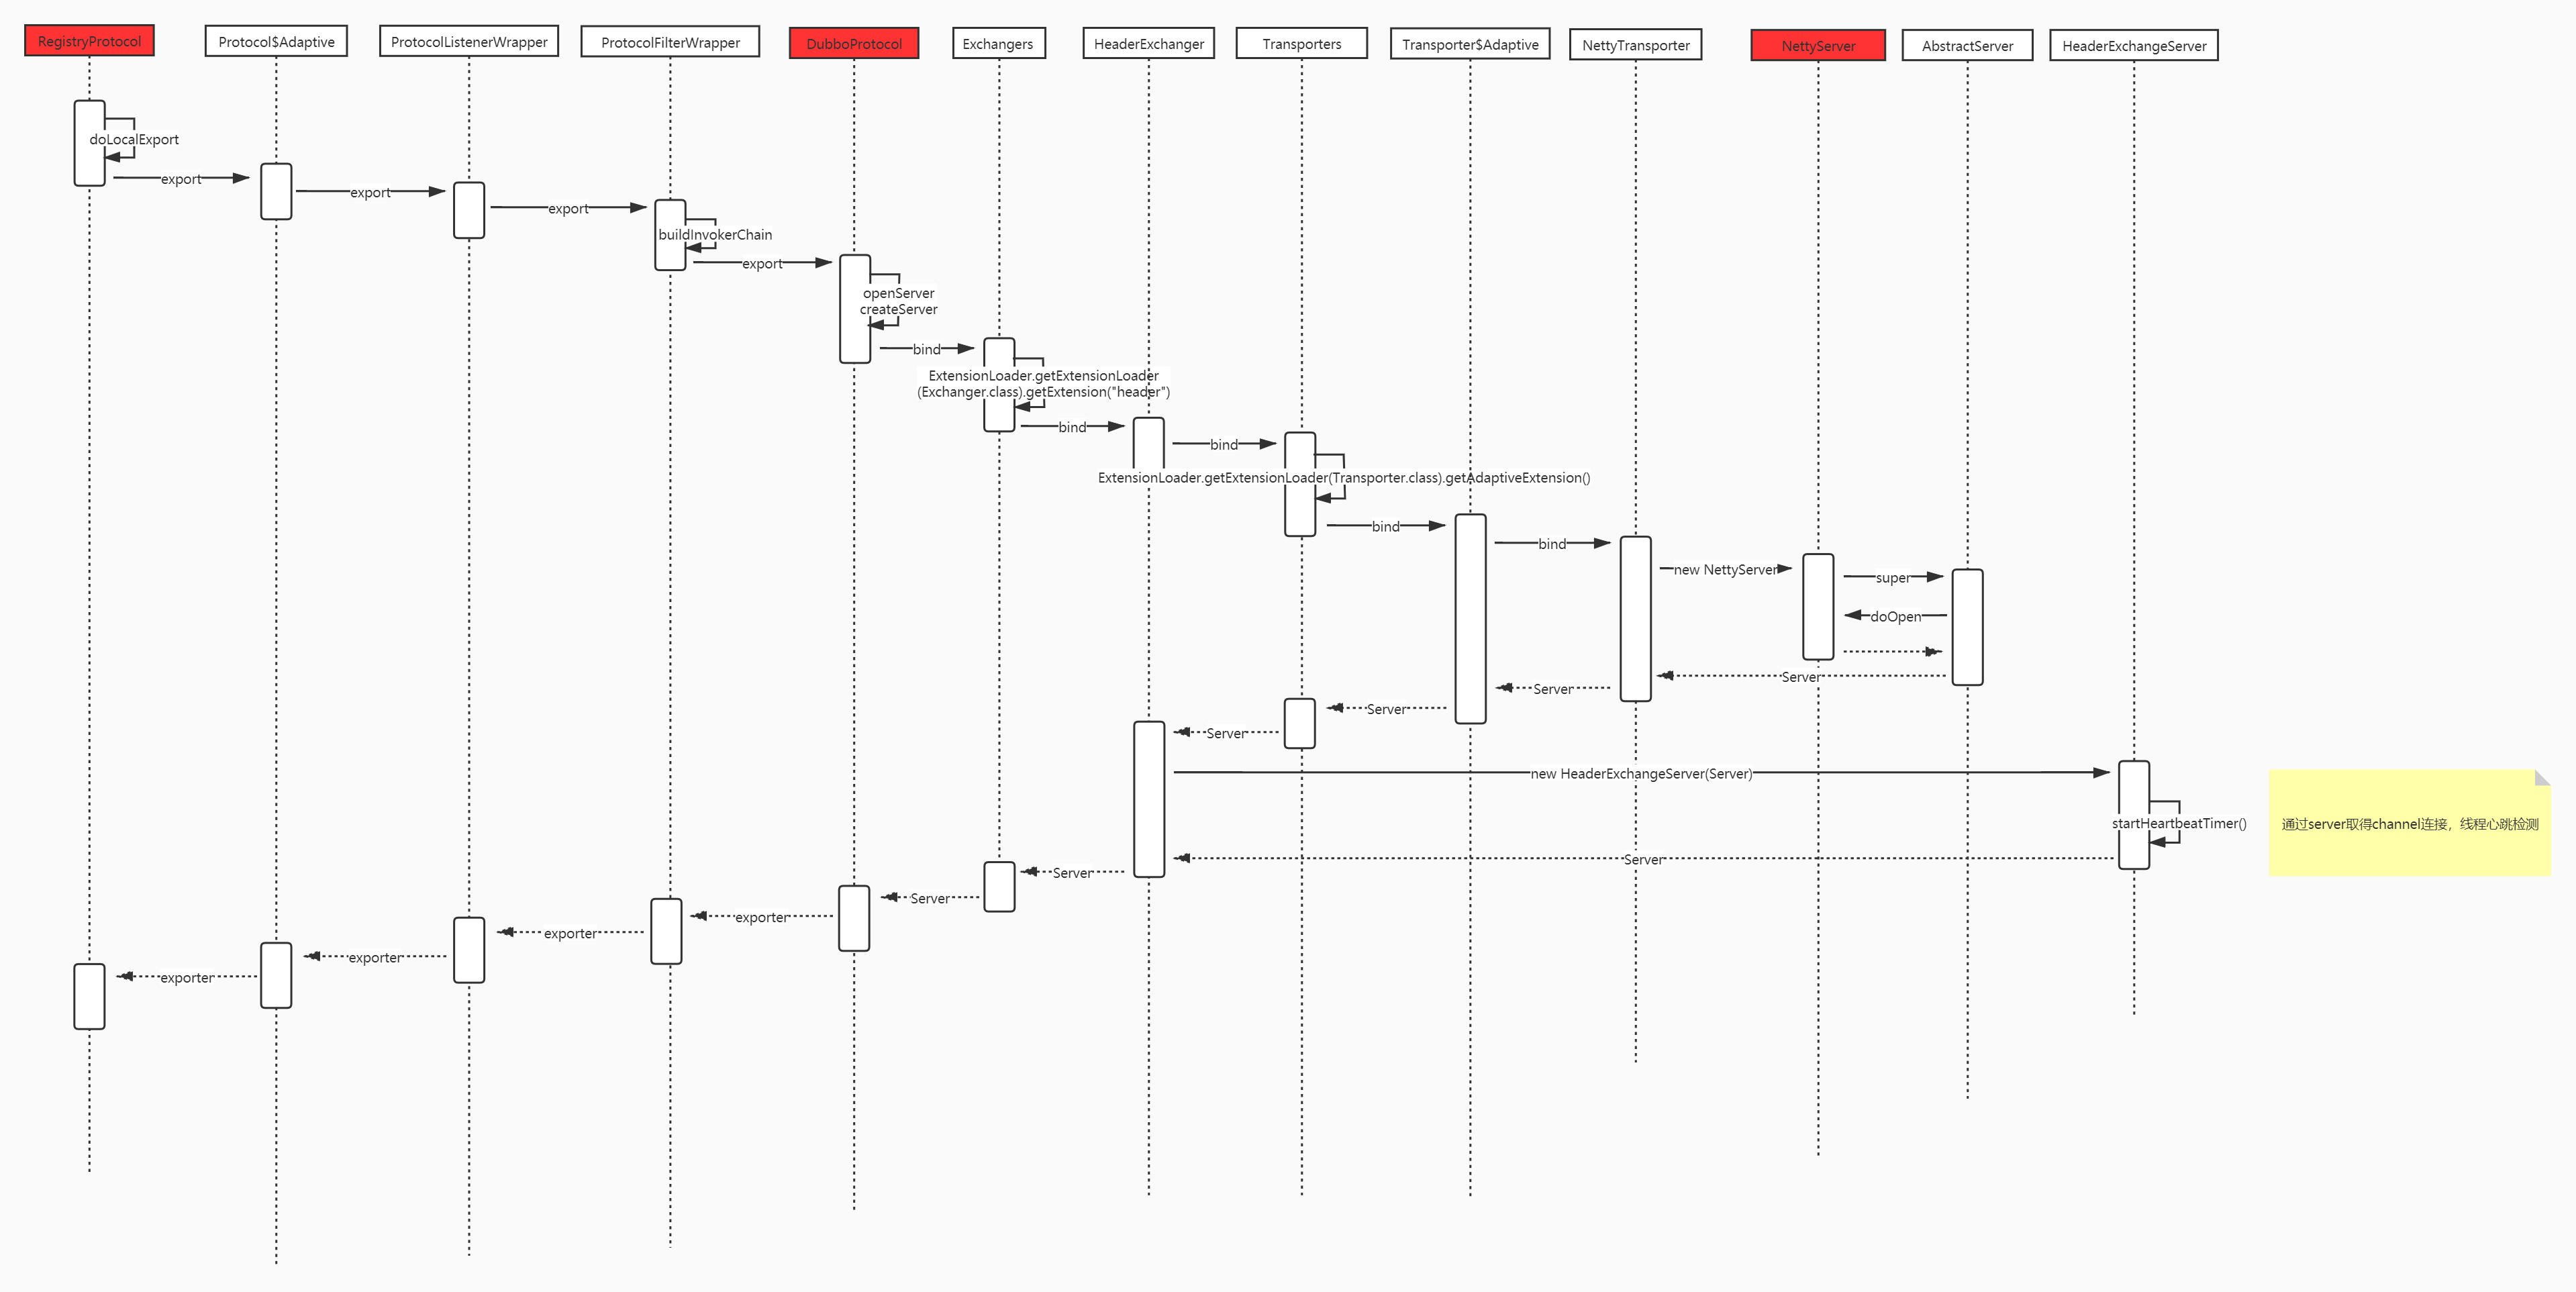 RegistryProtocol
Protocol$Adaptive
ProtocolListenerWrapper
ProtocolFilterWrapper
DubboProtocol
Exchangers
HeaderExchanger
Transporters
Transporter$Adaptive
NettyTransporter
NettyServer
AbstractServer
HeaderExchangeServer
doLocalExport
export
export
export
buildInvokerChain
export
openServer
createServer
bind
ExtensionLoader.getExtensionLoader
(Exchanger.class).getExtension("header")
bind
bind
ExtensionLoader.getExtensionLoader(Transporter.class).getAdaptiveExtension()
bind
bind
new NettyServer
super
doOpen
Server
Server
Server
Server
new HeaderExchangeServer(Server)
startHeartbeatTimer()
通过server取得channel连接，线程心跳检测
Server
Server
Server
exporter
exporter
exporter
exporter